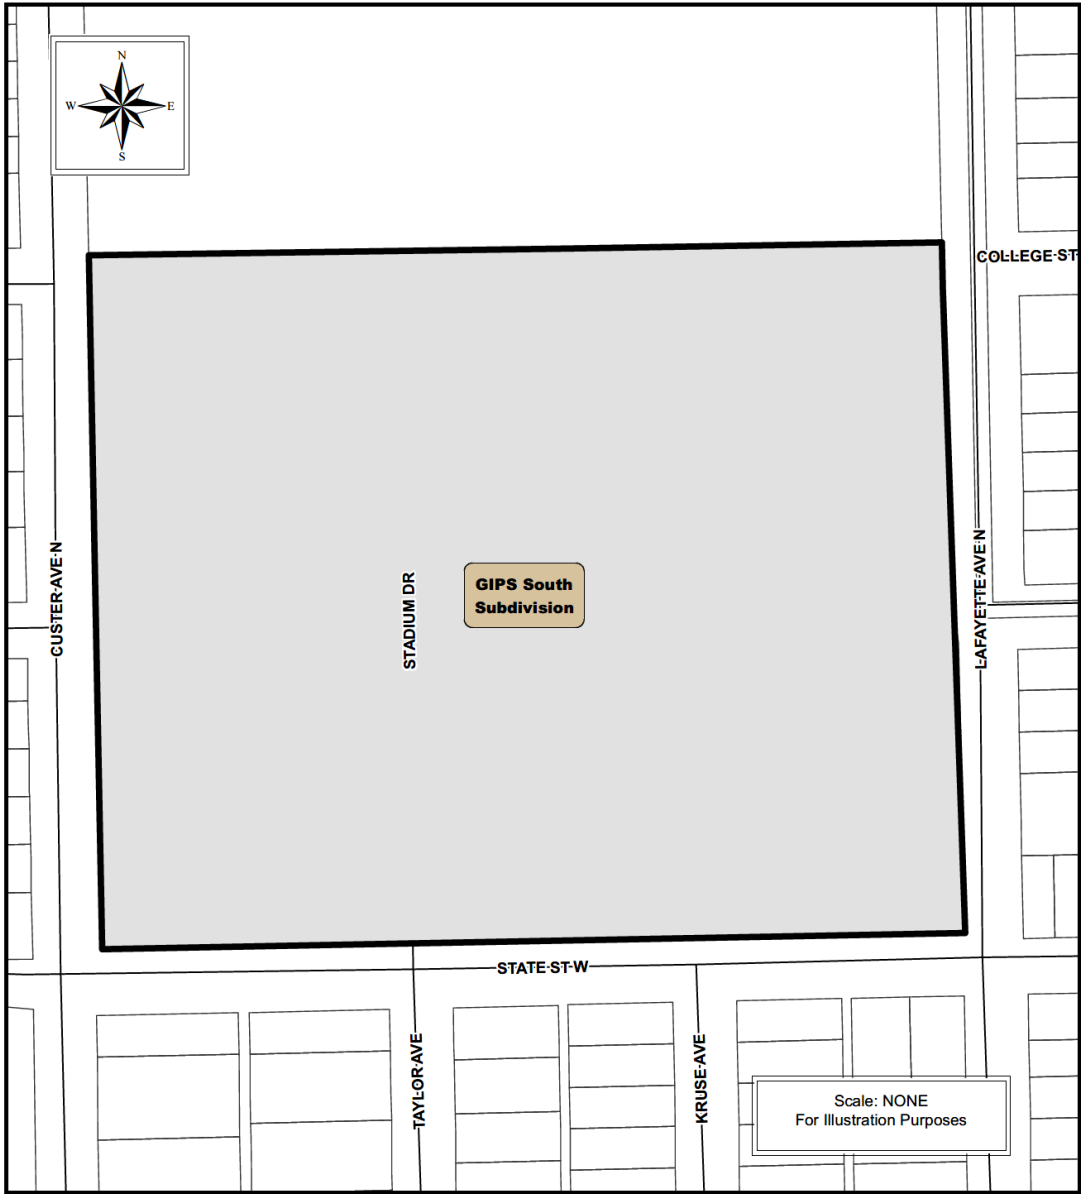 N
W E
S
COLLEGE ST
CUSTER AVE N
STADIUM DR
GIPS South
Subdivision
LAFAYETTE AVE N
STATE ST W
TAYLOR AVE
KRUSE AVE
Scale: NONE
For Illustration Purposes